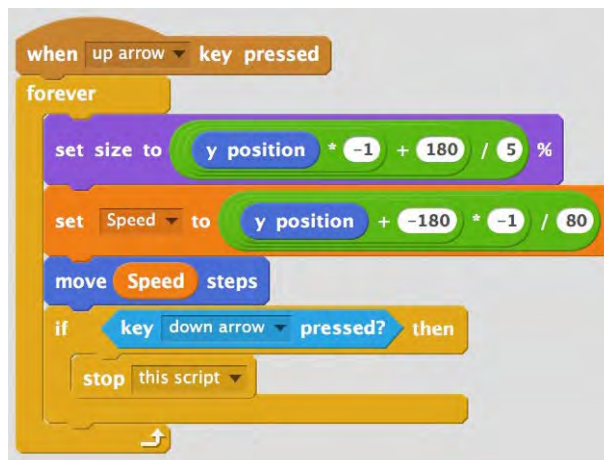 when up arrow key pressed
forever
set size to y position * -1 + 180 / 5 %
set Speed to y position + -180 * -1 / 80
move Speed steps
if key down arrow pressed? then
stop this script